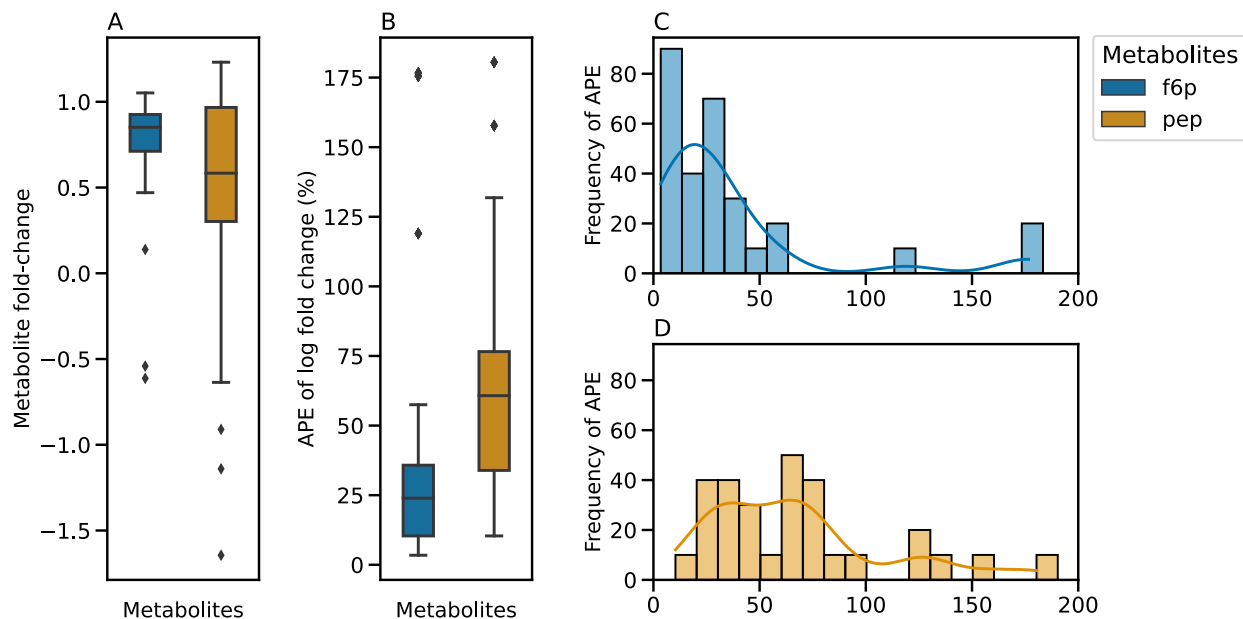 A
Metabolite fold-change
1.0
0.5
0.0
−0.5
−1.0
−1.5
Metabolites
B
APE of log fold change (%)
175
150
125
100
75
50
25
0
Metabolites
C
Frequency of APE
80
60
40
20
0
0 50 100 150 200
D
Frequency of APE
80
60
40
20
0
0 50 100 150 200
Metabolites
f6p
pep